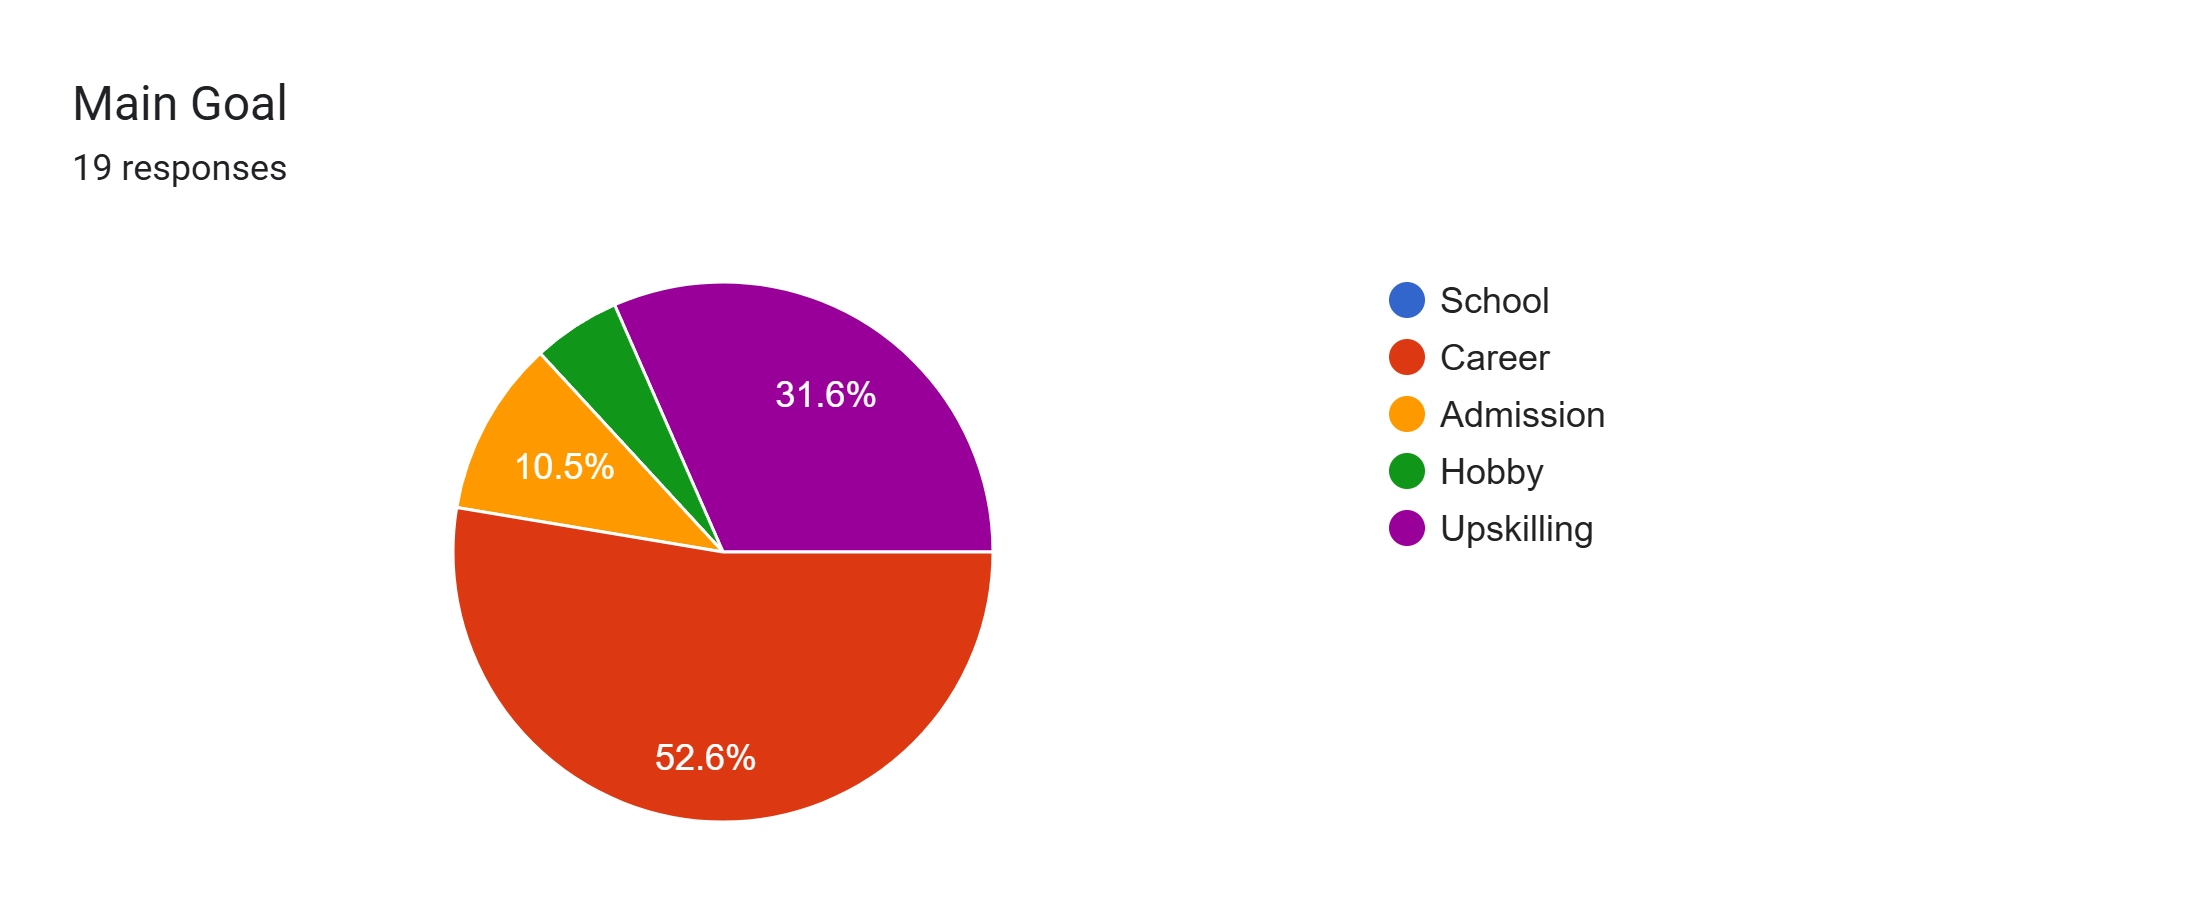 Main Goal
19 responses
31.6%
10.5%
52.6%
School
Career
Admission
Hobby
Upskilling